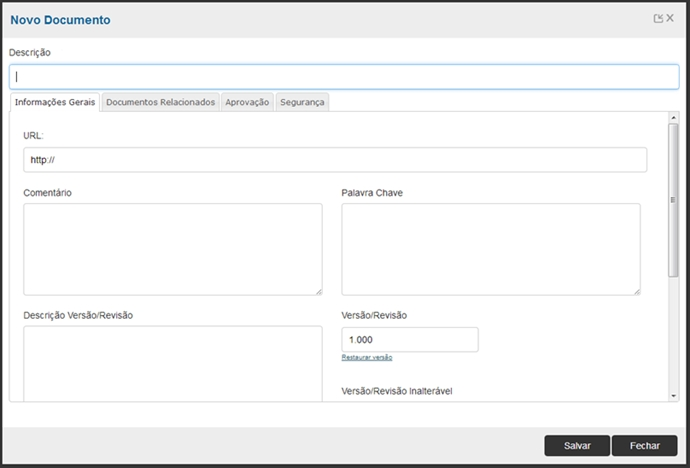 Novo Documento
Descrição
Informações Gerais Documentos Relacionados Aprovação Segurança
URL:
http://
Comentário Palavra Chave
Descrição Versão/Revisão Versão/Revisão
1.000
Restaurar versão
Versão/Revisão Inalterável
Salvar Fechar